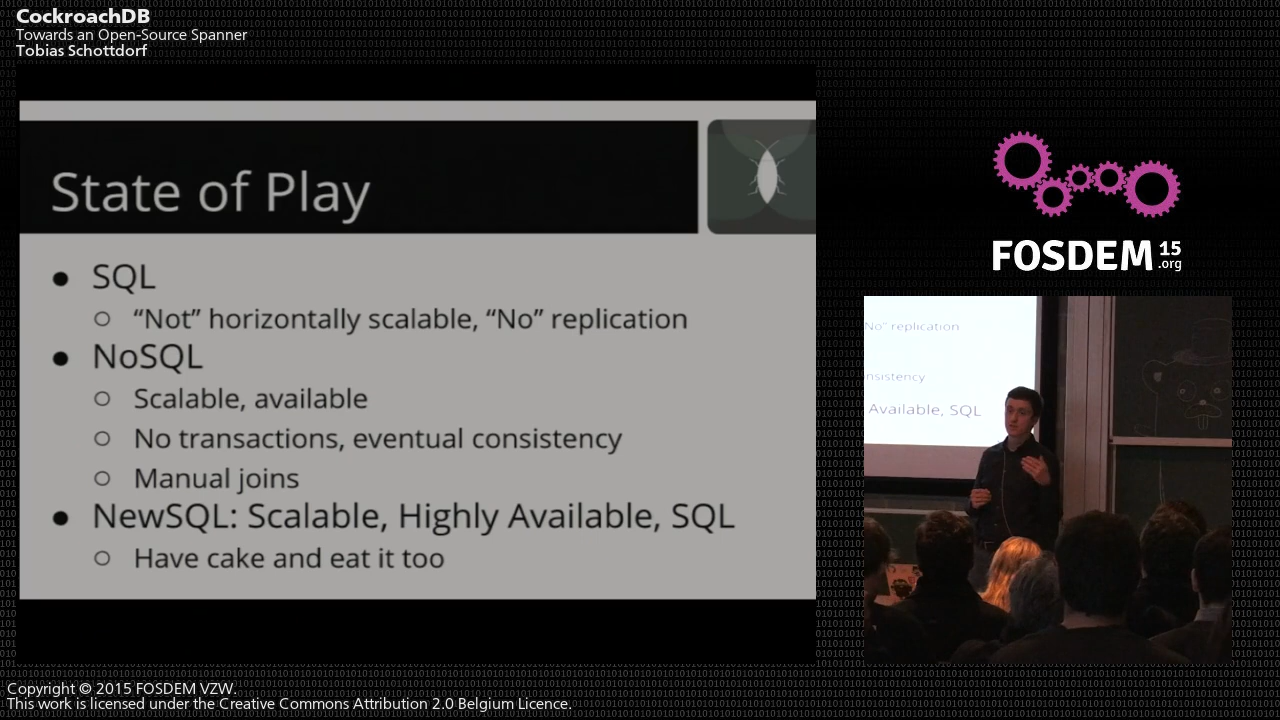 CockroachDB
Towards an Open-Source Spanner
Tobias Schottdorf
State of Play
● SQL
○ “Not” horizontally scalable, “No” replication
● NoSQL
○ Scalable, available
○ No transactions, eventual consistency
○ Manual joins
● NewSQL: Scalable, Highly Available, SQL
○ Have cake and eat it too
FOSDEM 15
.org
No” replication
nsistency
Available, SQL
Copyright © 2015 FOSDEM VZW.
This work is licensed under the Creative Commons Attribution 2.0 Belgium Licence.